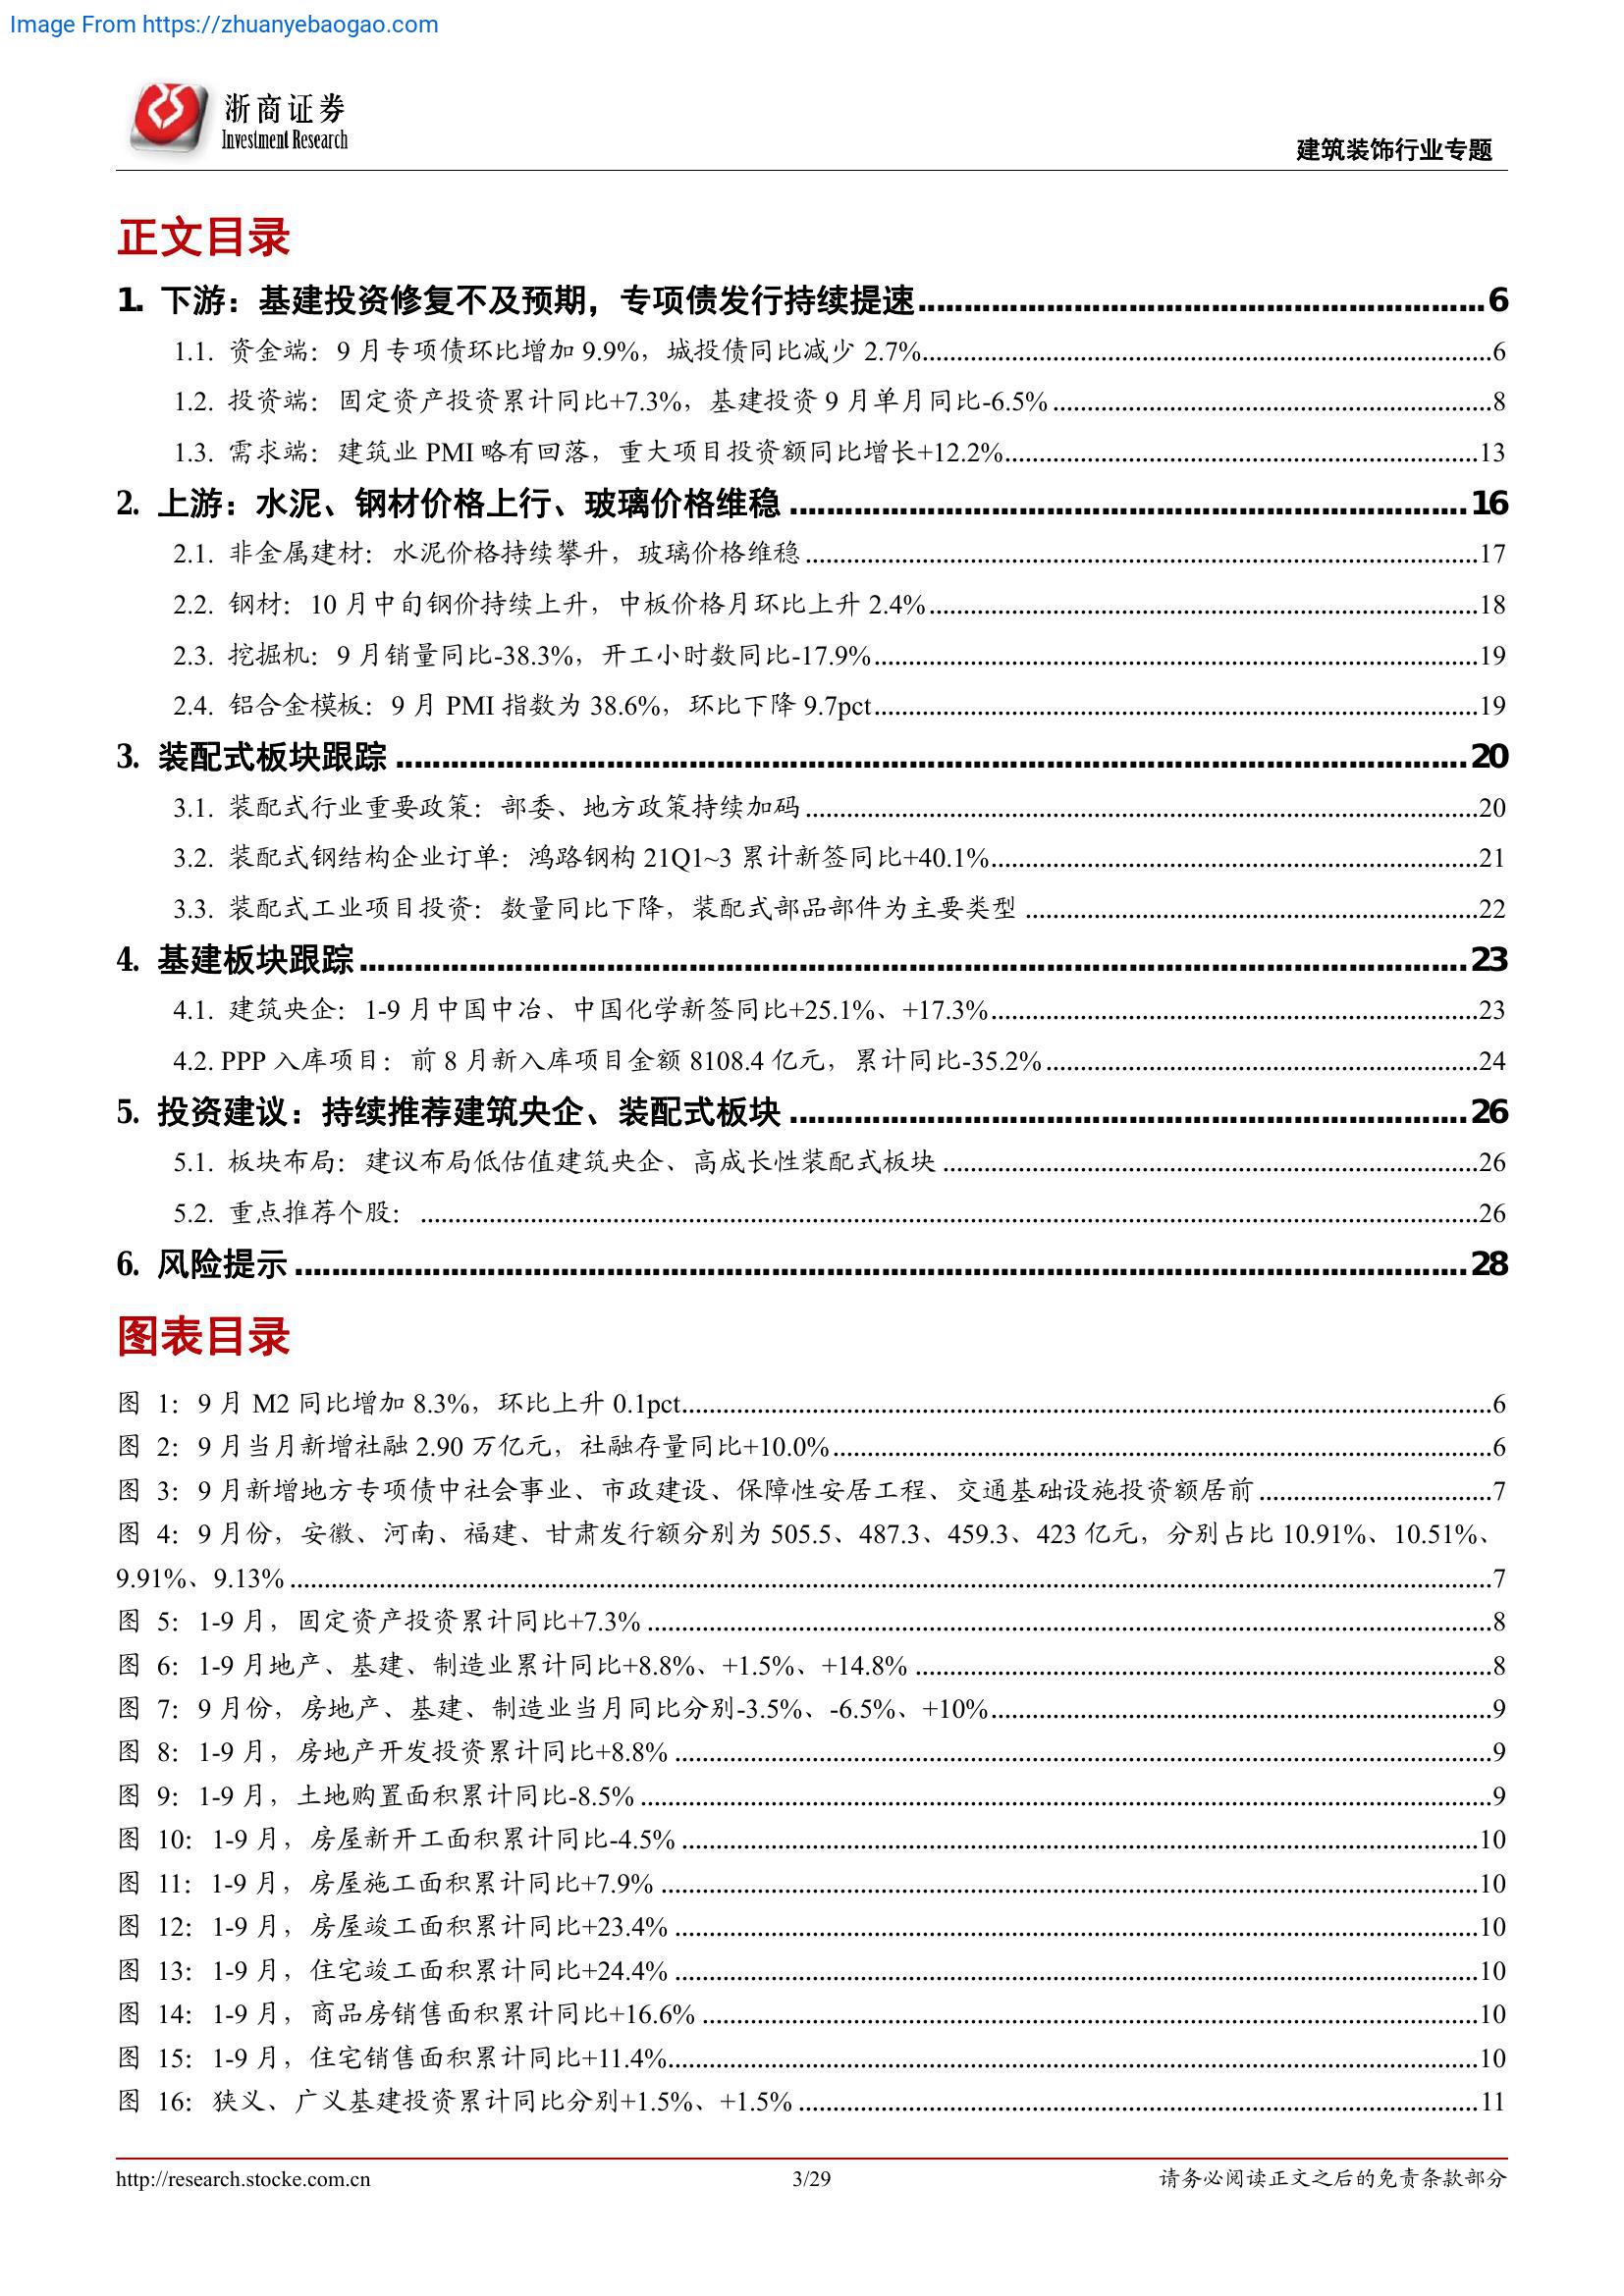 Image From https://zhuanyebaogao.com
浙商证券
Investment Research
建筑装饰行业专题
正文目录
1. 下游：基建投资修复不及预期，专项债发行持续提速 6
1.1. 资金端：9 月专项债环比增加 9.9%，城投债同比减少 2.7% 6
1.2. 投资端：固定资产投资累计同比+7.3%，基建投资 9 月单月同比-6.5% 8
1.3. 需求端：建筑业 PMI 略有回落，重大项目投资额同比增长+12.2% 13
2. 上游：水泥、钢材价格上行、玻璃价格维稳 16
2.1. 非金属建材：水泥价格持续攀升，玻璃价格维稳 17
2.2. 钢材：10 月中旬钢价持续上升，中板价格月环比上升 2.4% 18
2.3. 挖掘机：9 月销量同比-38.3%，开工小时数同比-17.9% 19
2.4. 铝合金模板：9 月 PMI 指数为 38.6%，环比下降 9.7pct 19
3. 装配式板块跟踪 20
3.1. 装配式行业重要政策：部委、地方政策持续加码 20
3.2. 装配式钢结构企业订单：鸿路钢构 21Q1~3 累计新签同比+40.1% 21
3.3. 装配式工业项目投资：数量同比下降，装配式部品部件为主要类型 22
4. 基建板块跟踪 23
4.1. 建筑央企：1-9 月中国中冶、中国化学新签同比+25.1%、+17.3% 23
4.2. PPP 入库项目：前 8 月新入库项目金额 8108.4 亿元，累计同比-35.2% 24
5. 投资建议：持续推荐建筑央企、装配式板块 26
5.1. 板块布局：建议布局低估值建筑央企、高成长性装配式板块 26
5.2. 重点推荐个股： 26
6. 风险提示 28
图表目录
图 1：9 月 M2 同比增加 8.3%，环比上升 0.1pct 6
图 2：9 月当月新增社融 2.90 万亿元，社融存量同比+10.0% 6
图 3：9 月新增地方专项债中社会事业、市政建设、保障性安居工程、交通基础设施投资额居前 7
图 4：9 月份，安徽、河南、福建、甘肃发行额分别为 505.5、487.3、459.3、423 亿元，分别占比 10.91%、10.51%、
9.91%、9.13% 7
图 5：1-9 月，固定资产投资累计同比+7.3% 8
图 6：1-9 月地产、基建、制造业累计同比+8.8%、+1.5%、+14.8% 8
图 7：9 月份，房地产、基建、制造业当月同比分别-3.5%、-6.5%、+10% 9
图 8：1-9 月，房地产开发投资累计同比+8.8% 9
图 9：1-9 月，土地购置面积累计同比-8.5% 9
图 10：1-9 月，房屋新开工面积累计同比-4.5% 10
图 11：1-9 月，房屋施工面积累计同比+7.9% 10
图 12：1-9 月，房屋竣工面积累计同比+23.4% 10
图 13：1-9 月，住宅竣工面积累计同比+24.4% 10
图 14：1-9 月，商品房销售面积累计同比+16.6% 10
图 15：1-9 月，住宅销售面积累计同比+11.4% 10
图 16：狭义、广义基建投资累计同比分别+1.5%、+1.5% 11
http://research.stocke.com.cn 3/29 请务必阅读正文之后的免责条款部分